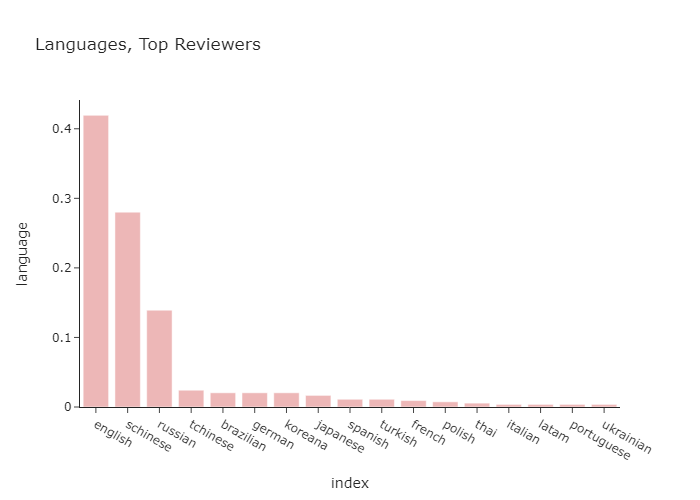 Languages, Top Reviewers
language
0.4
0.3
0.2
0.1
0
english
schinese
russian
tchinese
brazilian
german
koreana
japanese
spanish
turkish
french
polish
thai
italian
latam
portuguese
ukrainian
index